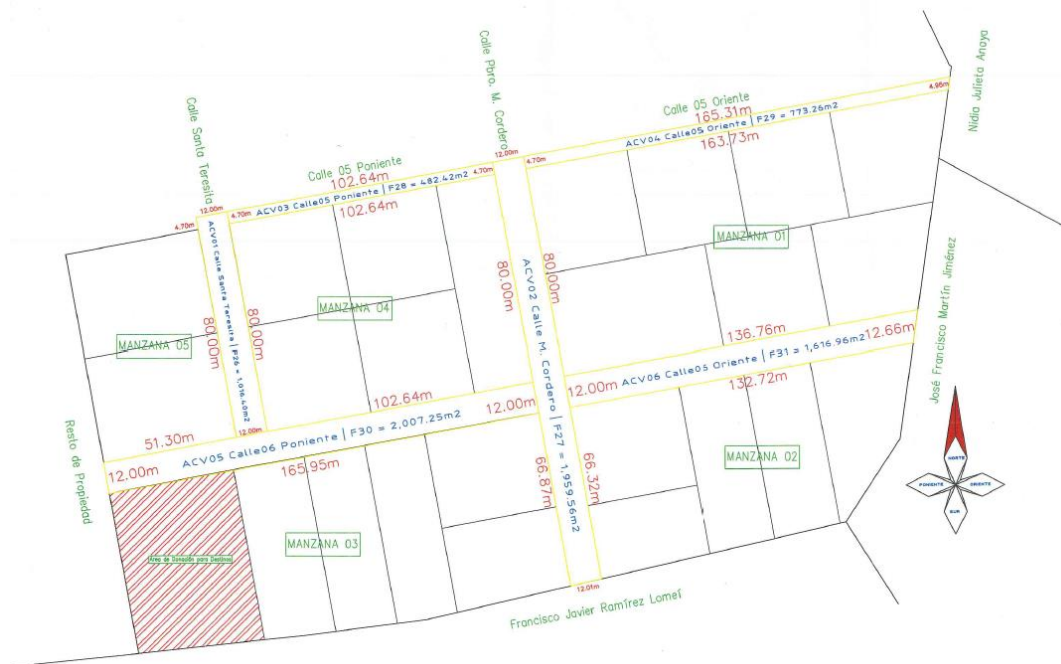 Nidia Julieta Anaya
Calle Pbro. M. Cordero
Calle Santa Teresita
Calle 05 Oriente
165.31m
4.95m
ACV04 Calle05 Oriente | F29 = 773.26m2
163.73m
12.00m
4.70m
4.70m
Calle 05 Poniente
102.64m
ACV03 Calle05 Poniente | F28 = 482.42m2
102.64m
12.00m
4.70m
4.70m
ACV01 Calle Santa Teresita | F26 = 1,016.40m2
80.00m
80.00m
ACV02 Calle M. Cordero | F27 = 1,959.56m2
80.00m
80.00m
MANZANA 01
MANZANA 04
MANZANA 05
José Francisco Martín Jiménez
136.76m
12.66m
ACV06 Calle05 Oriente | F31 = 1,616.96m2
12.00m
132.72m
102.64m
12.00m
12.00m
51.30m
ACV05 Calle06 Poniente | F30 = 2,007.25m2
12.00m
165.95m
Resto de Propiedad
66.87m
66.32m
MANZANA 02
MANZANA 03
Área de Donación para Destinos
NORTE
PONIENTE
ORIENTE
SUR
12.01m
Francisco Javier Ramírez Lomeí